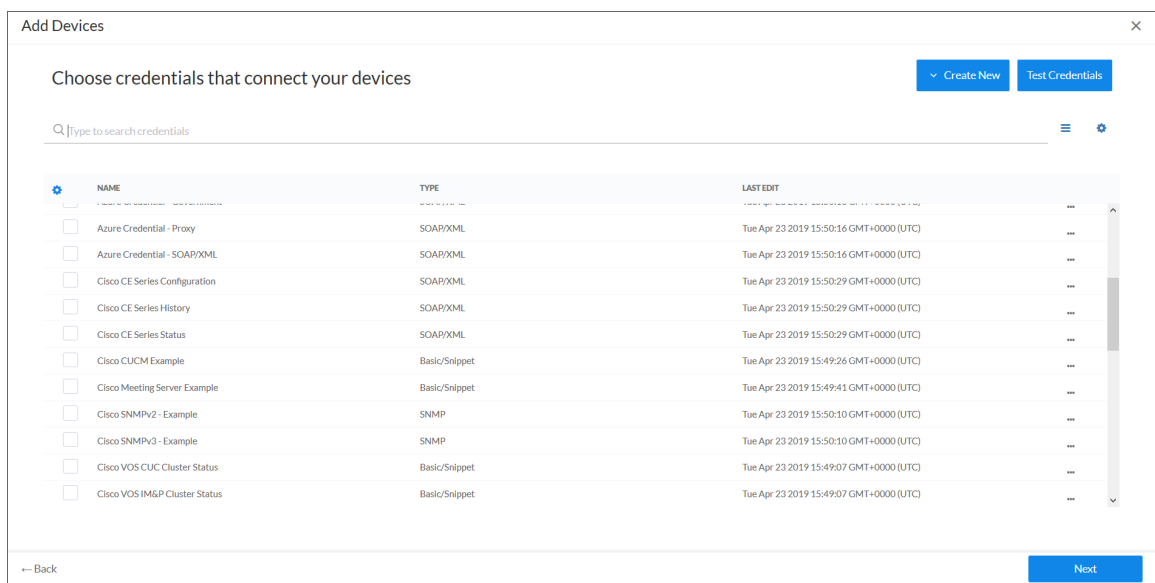 Add Devices
Choose credentials that connect your devices
Create New
Test Credentials
Type to search credentials
NAME TYPE LAST EDIT
Azure Credential - Proxy SOAP/XML Tue Apr 23 2019 15:50:16 GMT+0000 (UTC)
Azure Credential - SOAP/XML SOAP/XML Tue Apr 23 2019 15:50:16 GMT+0000 (UTC)
Cisco CE Series Configuration SOAP/XML Tue Apr 23 2019 15:50:29 GMT+0000 (UTC)
Cisco CE Series History SOAP/XML Tue Apr 23 2019 15:50:29 GMT+0000 (UTC)
Cisco CE Series Status SOAP/XML Tue Apr 23 2019 15:50:29 GMT+0000 (UTC)
Cisco CUCM Example Basic/Snippet Tue Apr 23 2019 15:49:26 GMT+0000 (UTC)
Cisco Meeting Server Example Basic/Snippet Tue Apr 23 2019 15:49:41 GMT+0000 (UTC)
Cisco SNMPv2 - Example SNMP Tue Apr 23 2019 15:50:10 GMT+0000 (UTC)
Cisco SNMPv3 - Example SNMP Tue Apr 23 2019 15:50:10 GMT+0000 (UTC)
Cisco VOS CUC Cluster Status Basic/Snippet Tue Apr 23 2019 15:49:07 GMT+0000 (UTC)
Cisco VOS IM&P Cluster Status Basic/Snippet Tue Apr 23 2019 15:49:07 GMT+0000 (UTC)
←Back
Next